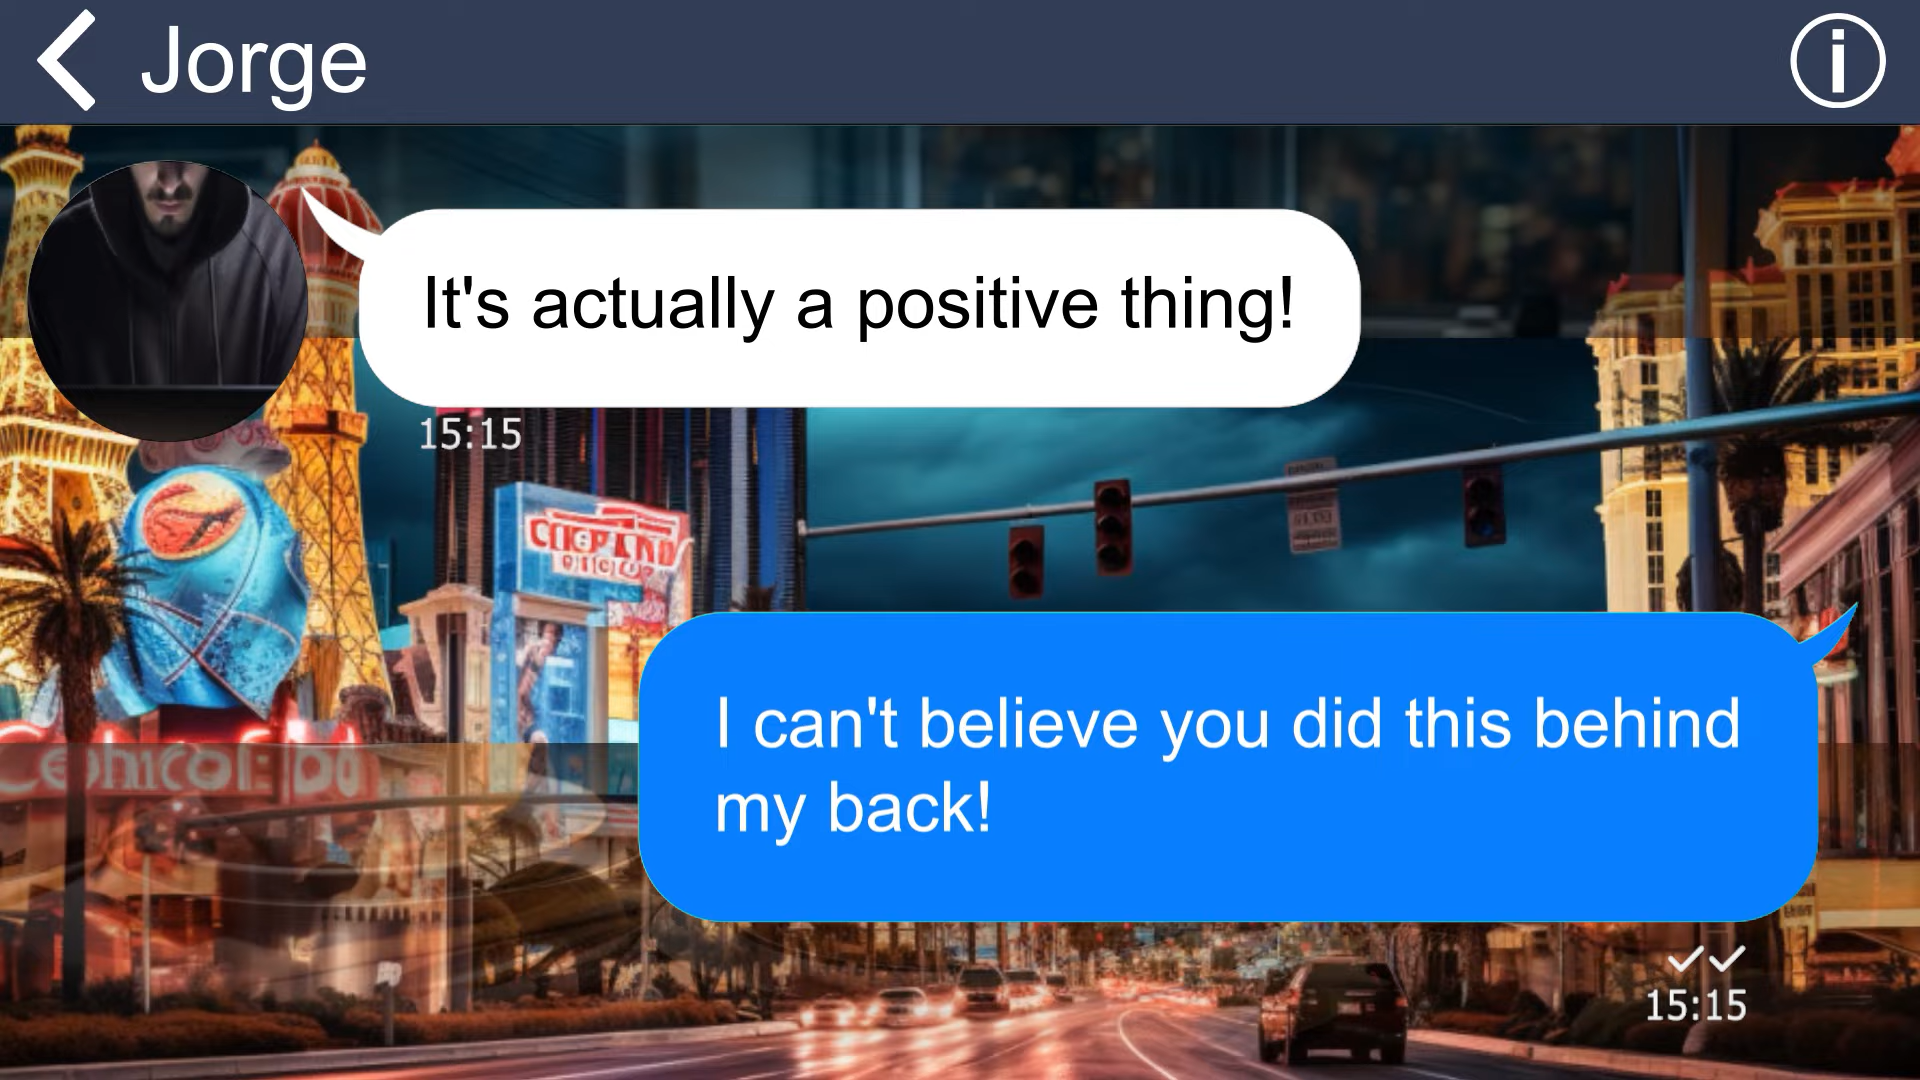 Jorge
It's actually a positive thing!
15:15
I can't believe you did this behind
my back!
15:15